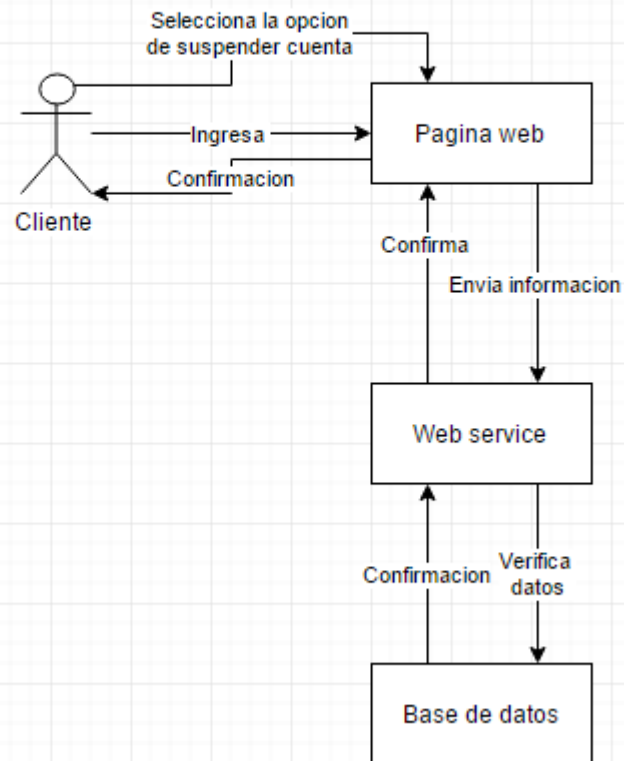 Selecciona la opcion
de suspender cuenta
Ingresa
Pagina web
Confirmacion
Cliente
Confirma
Envia informacion
Web service
Confirmacion
Verifica
datos
Base de datos